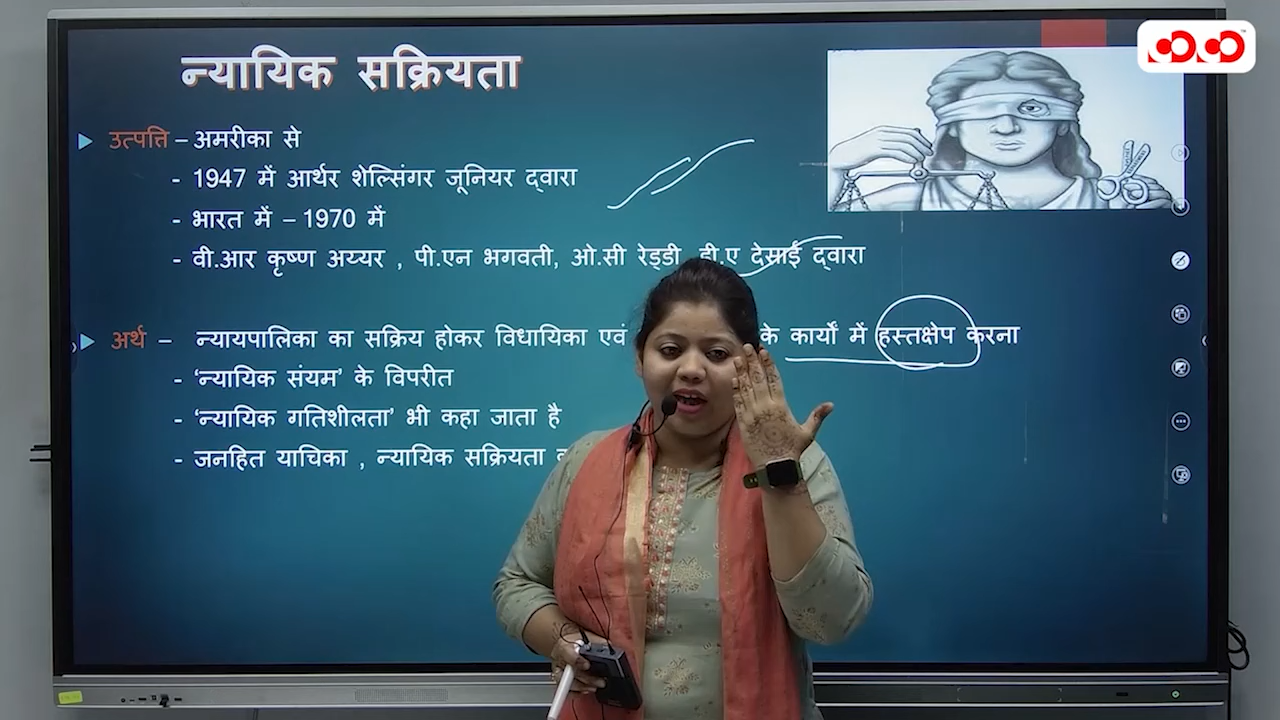 न्यायिक सक्रियता
उत्पत्ति – अमरीका से
- 1947 में आर्थर शेल्सिंगर जूनियर द्वारा
- भारत में – 1970 में
- वी.आर कृष्ण अय्यर , पी.एन भगवती, ओ.सी रेड्डी, डी.ए देसाई द्वारा
अर्थ – न्यायपालिका का सक्रिय होकर विधायिका एवं के कार्यों में हस्तक्षेप करना
- ‘न्यायिक संयम’ के विपरीत
- ‘न्यायिक गतिशीलता’ भी कहा जाता है
- जनहित याचिका , न्यायिक सक्रियता